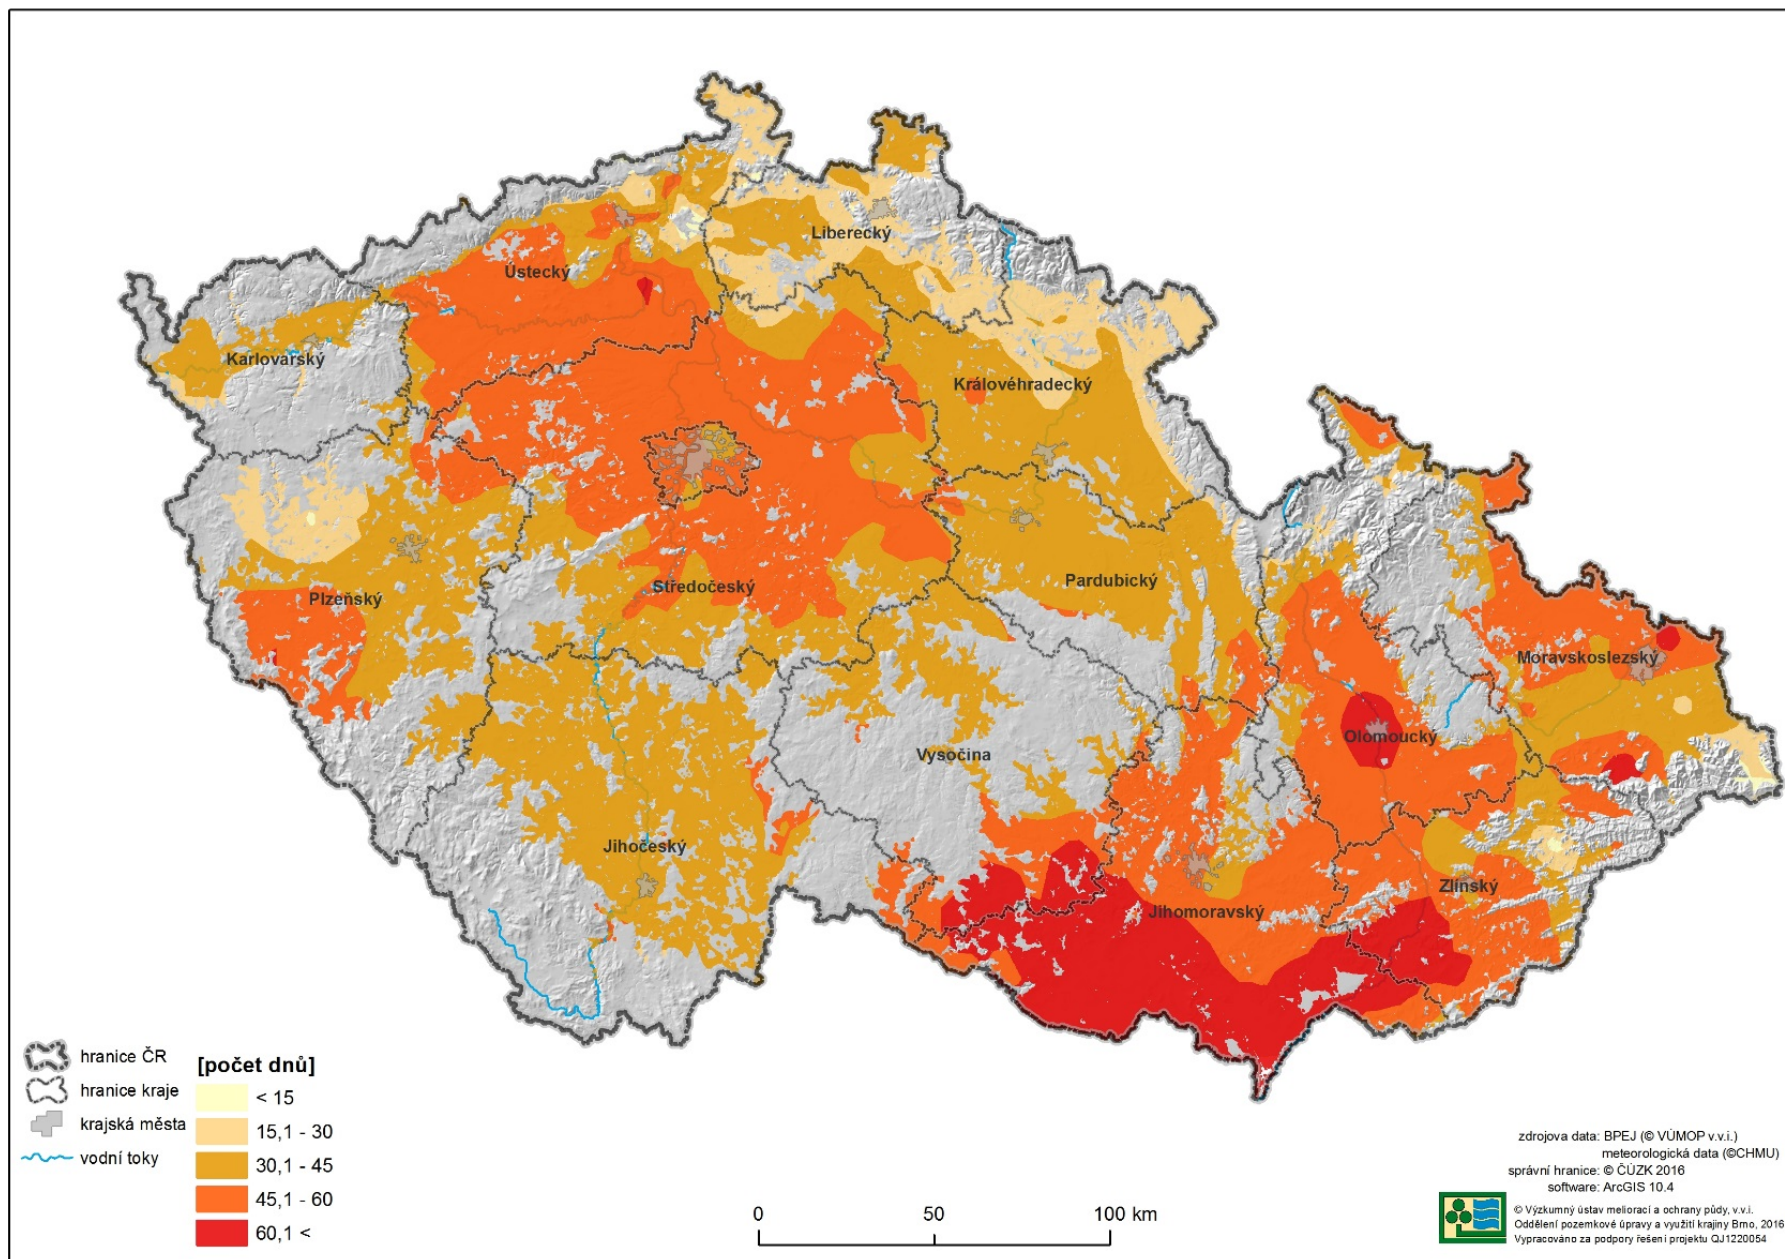 Liberecký
Ústecký
Karlovarský
Královéhradecký
Pardubický
Středočeský
Plzeňský
Moravskoslezský
Olomoucký
Vysočina
Jihočeský
Zlínský
Jihomoravský
hranice ČR
hranice kraje
krajská města
vodní toky
[počet dnů]
< 15
15,1 - 30
30,1 - 45
45,1 - 60
60,1 <
0 50 100 km
zdrojova data: BPEJ (© VÚMOP v.v.i.)
meteorologická data (©CHMU)
správní hranice: © ČÚZK 2016
software: ArcGIS 10.4
© Výzkumný ústav meliorací a ochrany půdy, v.v.i.
Oddělení pozemkové úpravy a využití krajiny Brno, 2016
Vypracováno za podpory řešení projektu QJ1220054